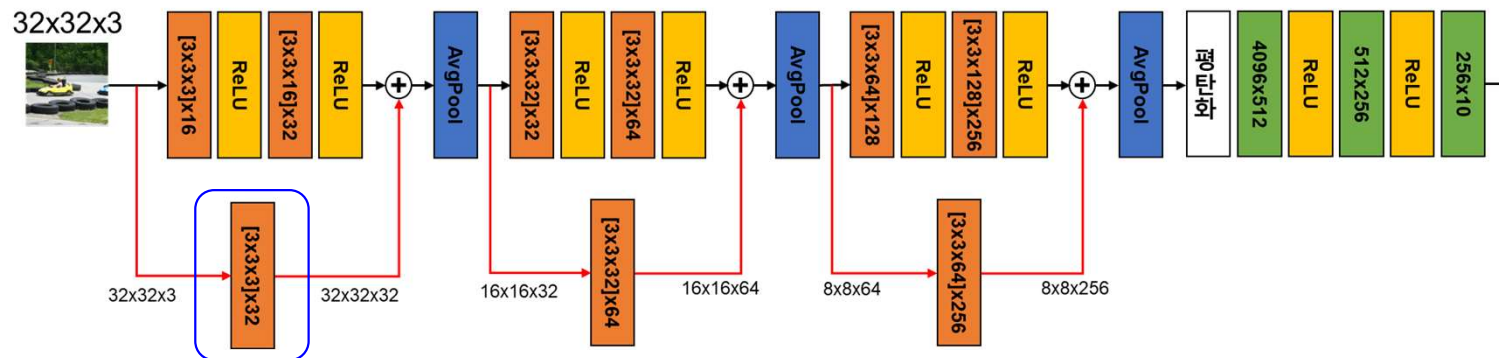 32x32x3
[3x3x3]x16
ReLU
[3x3x16]x32
ReLU
+
AvgPool
[3x3x32]x32
ReLU
[3x3x32]x64
ReLU
+
AvgPool
[3x3x64]x128
ReLU
[3x3x128]x256
ReLU
+
AvgPool
평탄화
4096x512
ReLU
512x256
ReLU
256x10
[3x3x3]x32
[3x3x32]x64
[3x3x64]x256
32x32x3
32x32x32
16x16x32
16x16x64
8x8x64
8x8x256